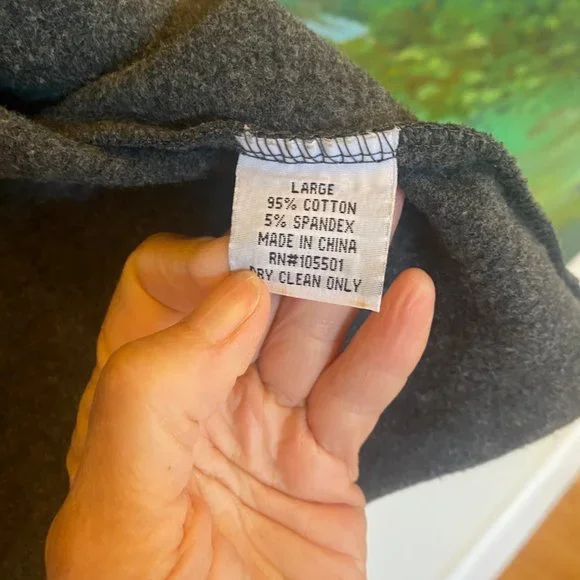 LARGE
95% COTTON
5% SPANDEX
MADE IN CHINA
RN#105501
DRY CLEAN ONLY